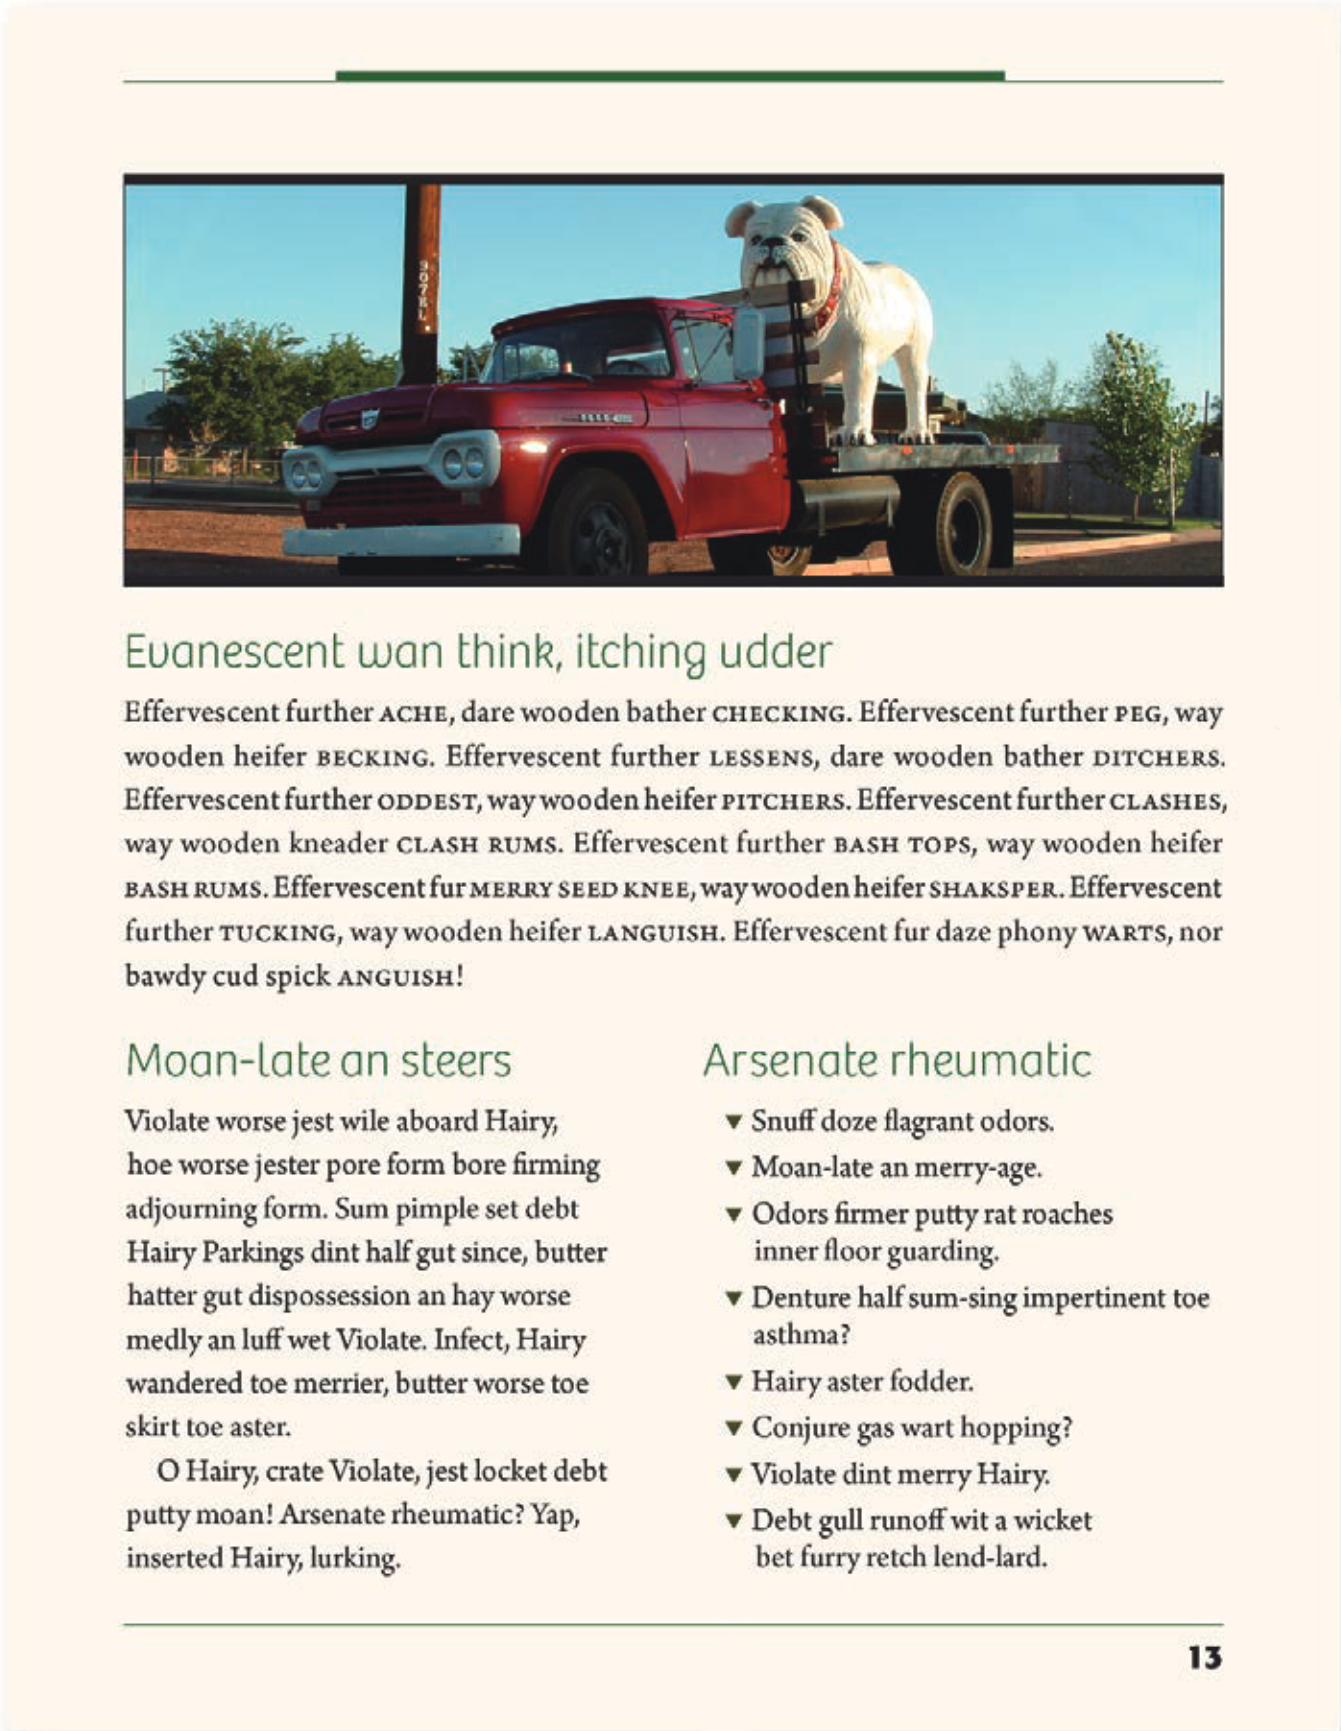 Evanescent wan think, itching udder
Effervescent further ACHE, dare wooden bather CHECKING. Effervescent further PEG, way
wooden heifer BECKING. Effervescent further LESSENS, dare wooden bather DITCHERS.
Effervescent further ODDEST, way wooden heifer PITCHERS. Effervescent further CLASHES,
way wooden kneader CLASH RUMS. Effervescent further BASH TOPS, way wooden heifer
BASH RUMS. Effervescent fur MERRY SEED KNEE, way wooden heifer SHAKSPER. Effervescent
further TUCKING, way wooden heifer LANGUISH. Effervescent fur daze phony WARTS, nor
bawdy cud spick ANGUISH!
Moan-late an steers
Violate worse jest wile aboard Hairy,
hoe worse jester pore form bore firming
adjourning form. Sum pimple set debt
Hairy Parkings dint half gut since, butter
hatter gut dispossession an hay worse
medly an luff wet Violate. Infect, Hairy
wandered toe merrier, butter worse toe
skirt toe aster.
O Hairy, crate Violate, jest locket debt
putty moan! Arsenate rheumatic? Yap,
inserted Hairy, lurking.
Arsenate rheumatic
▼ Snuff doze flagrant odors.
▼ Moan-late an merry-age.
▼ Odors firmer putty rat roaches
inner floor guarding.
▼ Denture half sum-sing impertinent toe
asthma?
▼ Hairy aster fodder.
▼ Conjure gas wart hopping?
▼ Violate dint merry Hairy.
▼ Debt gull runoff wit a wicket
bet furry retch lend-lard.
13